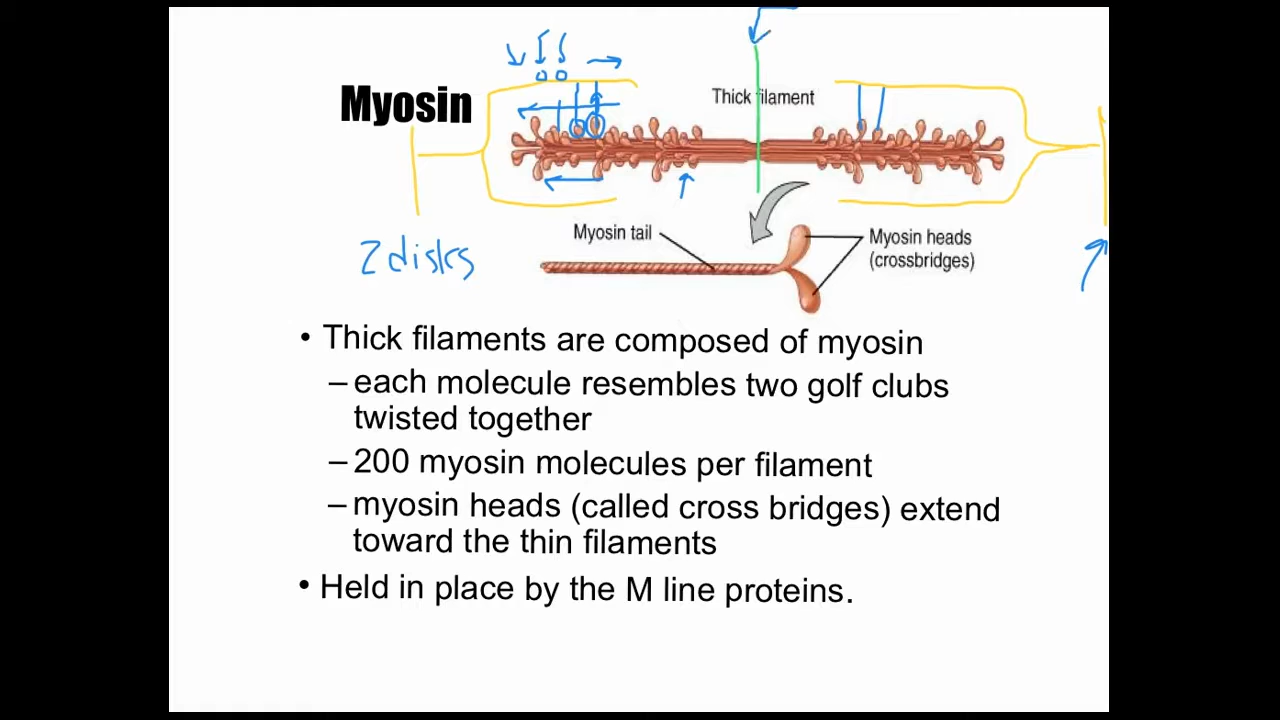 Myosin
Thick filament
Myosin tail
Myosin heads
(crossbridges)
Z disks
• Thick filaments are composed of myosin
– each molecule resembles two golf clubs
twisted together
– 200 myosin molecules per filament
– myosin heads (called cross bridges) extend
toward the thin filaments
• Held in place by the M line proteins.